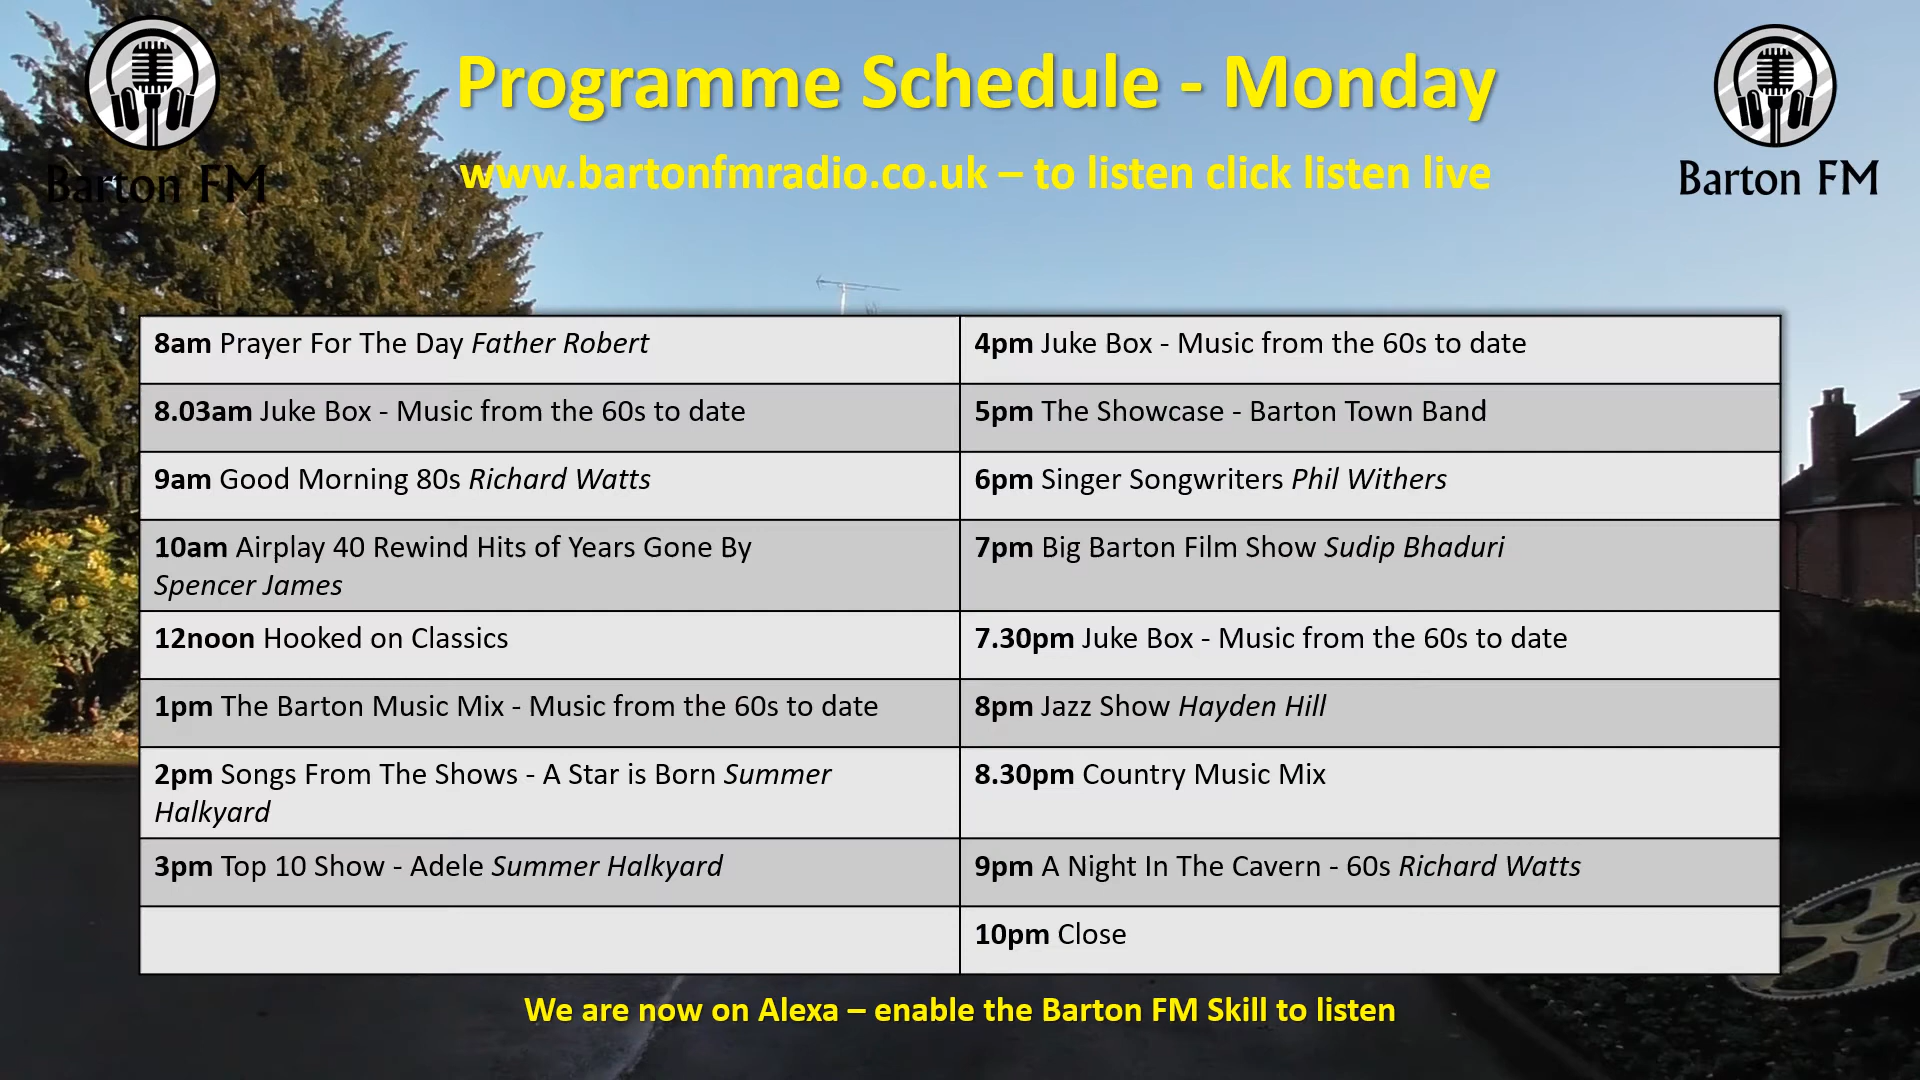 Programme Schedule - Monday
www.bartonfmradio.co.uk – to listen click listen live
Barton FM
Barton FM
8am Prayer For The Day Father Robert
8.03am Juke Box - Music from the 60s to date
9am Good Morning 80s Richard Watts
10am Airplay 40 Rewind Hits of Years Gone By
Spencer James
12noon Hooked on Classics
1pm The Barton Music Mix - Music from the 60s to date
2pm Songs From The Shows - A Star is Born Summer
Halkyard
3pm Top 10 Show - Adele Summer Halkyard
4pm Juke Box - Music from the 60s to date
5pm The Showcase - Barton Town Band
6pm Singer Songwriters Phil Withers
7pm Big Barton Film Show Sudip Bhaduri
7.30pm Juke Box - Music from the 60s to date
8pm Jazz Show Hayden Hill
8.30pm Country Music Mix
9pm A Night In The Cavern - 60s Richard Watts
10pm Close
We are now on Alexa – enable the Barton FM Skill to listen